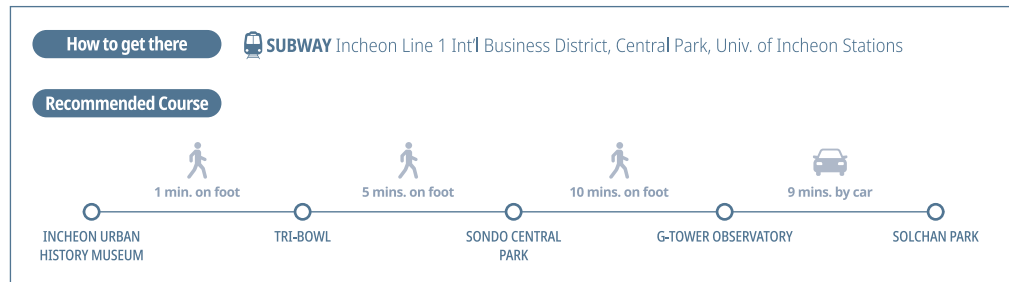 How to get there
SUBWAY Incheon Line 1 Int'l Business District, Central Park, Univ. of Incheon Stations
Recommended Course
1 min. on foot
5 mins. on foot
10 mins. on foot
9 mins. by car
INCHEON URBAN
HISTORY MUSEUM
TRI-BOWL
SONDO CENTRAL
PARK
G-TOWER OBSERVATORY
SOLCHAN PARK